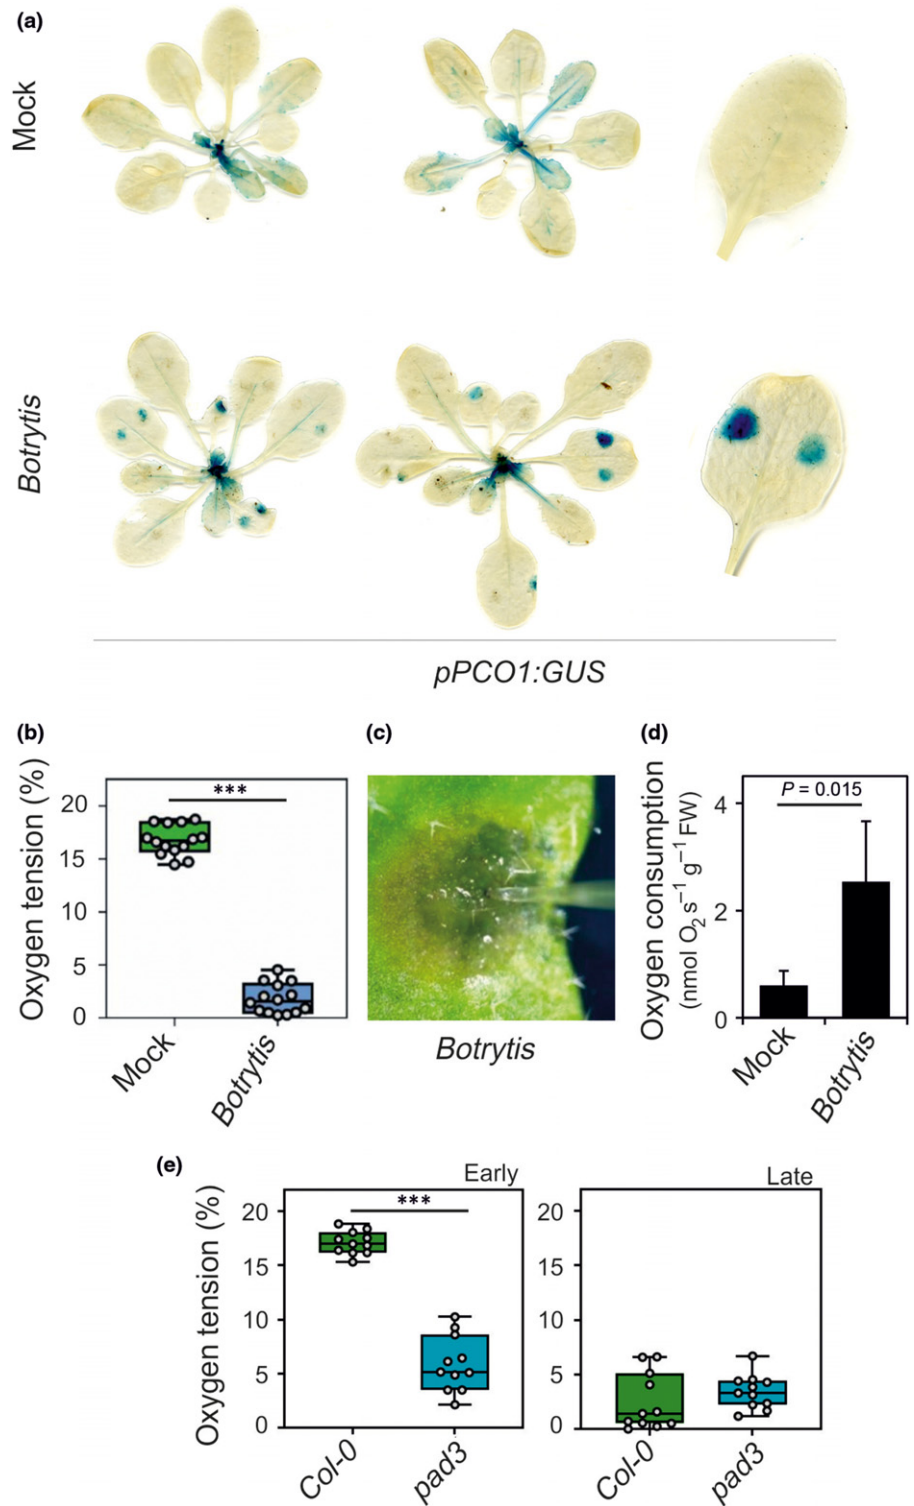 (a)
Mock
Botrytis
pPCO1:GUS
(b)
Oxygen tension (%)
20
15
10
5
0
***
Mock
Botrytis
(c)
Botrytis
(d)
Oxygen consumption
(nmol O₂ s⁻¹ g⁻¹ FW)
4
2
0
P = 0.015
Mock
Botrytis
(e)
Early
Oxygen tension (%)
20
15
10
5
0
***
Col-0
pad3
Late
20
15
10
5
0
Col-0
pad3